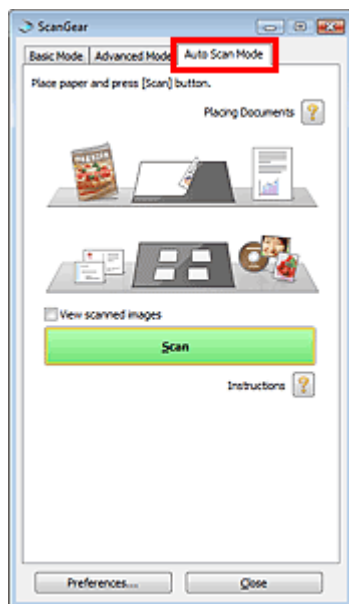 ScanGear
Basic Mode Advanced Mode Auto Scan Mode
Place paper and press [Scan] button.
Placing Documents ?
View scanned images
Scan
Instructions ?
Preferences... Close